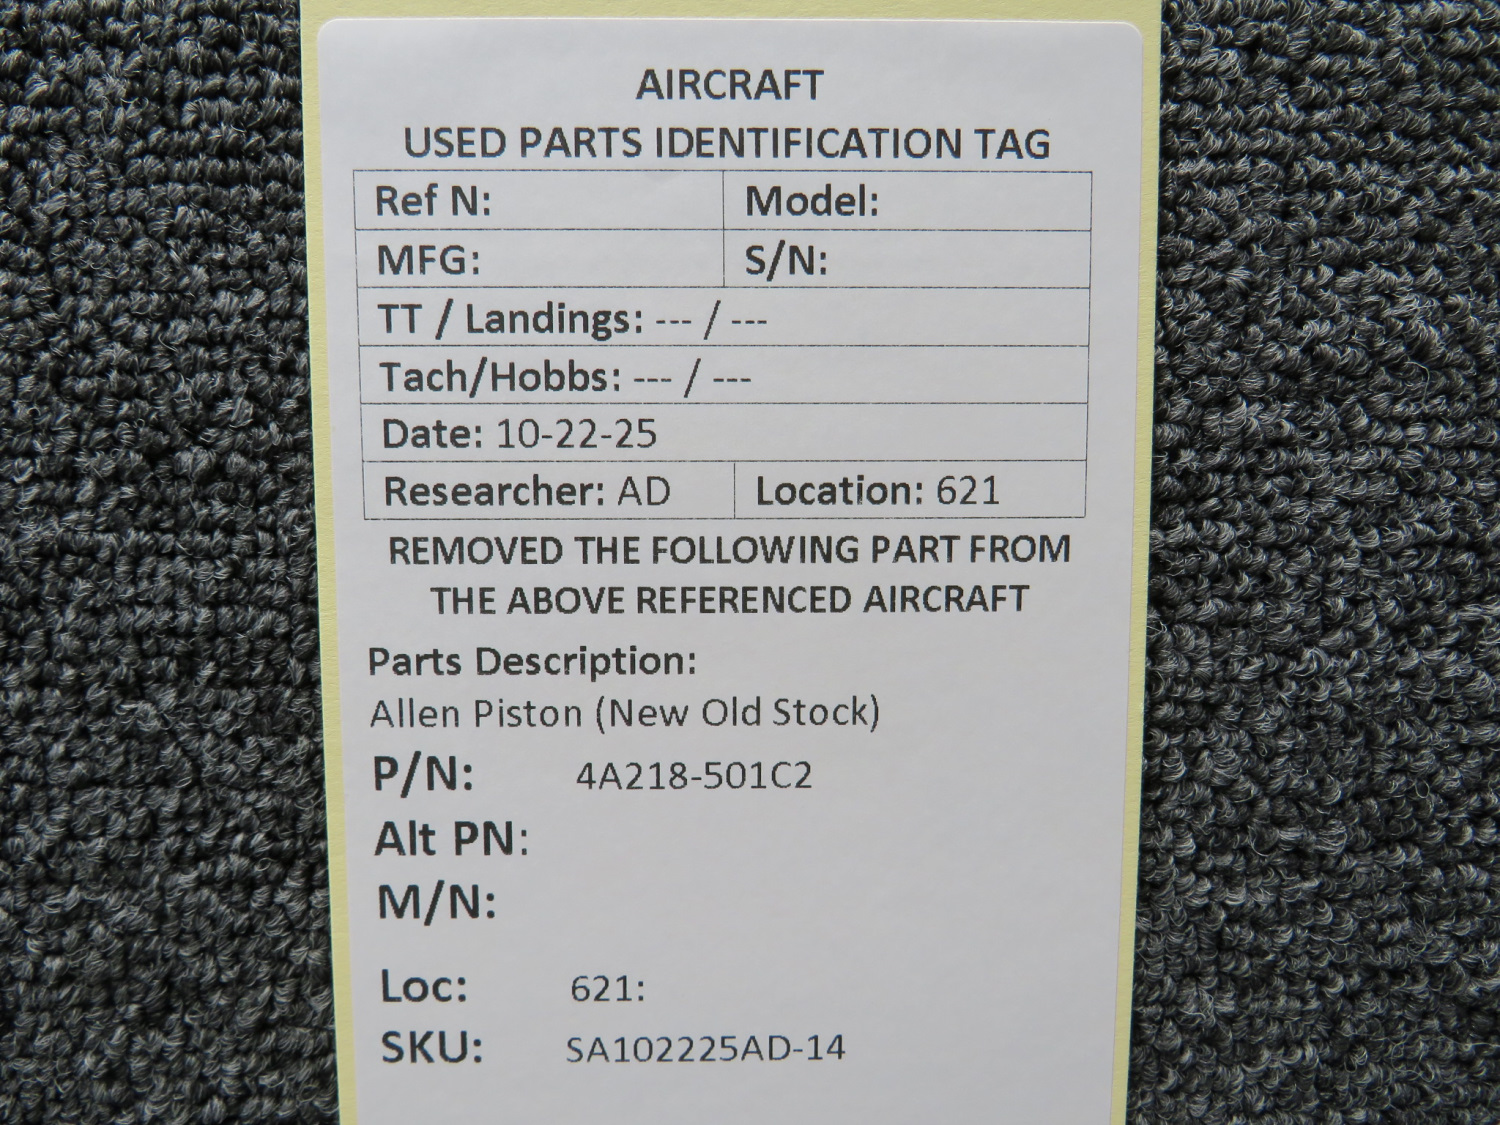 AIRCRAFT
USED PARTS IDENTIFICATION TAG
Ref N: Model:
MFG: S/N:
TT / Landings: --- / ---
Tach/Hobbs: --- / ---
Date: 10-22-25
Researcher: AD Location: 621
REMOVED THE FOLLOWING PART FROM
THE ABOVE REFERENCED AIRCRAFT
Parts Description:
Allen Piston (New Old Stock)
P/N: 4A218-501C2
Alt PN:
M/N:
Loc: 621:
SKU: SA102225AD-14